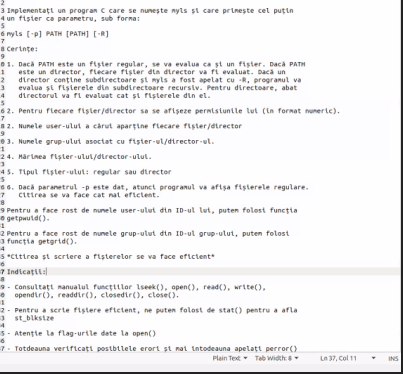 2
3 Implementați un program C care se numește myls și care primește cel puțin
4 un fișier ca parametru, sub forma:
5
6 myls [-p] PATH [PATH] [-R]
7
8 Cerințe:
9
0 1. Dacă PATH este un fișier regular, se va evalua ca și un fișier. Dacă PATH
1 este un director, fiecare fișier din director va fi evaluat. Dacă un
2 director conține subdirectoare și myls a fost apelat cu -R, programul va
3 evalua și fișierele din subdirectoare recursiv. Pentru directoare, abat
4 directorul va fi evaluat cat și fișierele din el.
5
6 2. Pentru fiecare fișier/director sa se afișeze permisiunile lui (in format numeric).
7
8 2. Numele user-ului a cărui aparține fiecare fișier/director
9
0 3. Numele grup-ului asociat cu fișier-ul/director-ul.
1
2 4. Mărimea fișier-ului/director-ului.
3
4 5. Tipul fișier-ului: regular sau director
5
6 6. Dacă parametrul -p este dat, atunci programul va afișa fișierele regulare.
7 Citirea se va face cat mai eficient.
8
9 Pentru a face rost de numele user-ului din ID-ul lui, putem folosi funcția
0 getpwuid().
1
2 Pentru a face rost de numele grup-ului din ID-ul grup-ului, putem folosi
3 funcția getgrid().
4
5 *Citirea și scriere a fișierelor se va face eficient*
6
7 Indicații:
8
9 - Consultați manualul funcțiilor lseek(), open(), read(), write(),
0 opendir(), readdir(), closedir(), close().
1
2 - Pentru a scrie fișiere eficient, ne putem folosi de stat() pentru a afla
3 st_blksize
4
5 - Atenție la flag-urile date la open()
6
7 - Totdeauna verificați posibilele erori și mai intodeauna apelați perror()
Plain Text Tab Width: 8 Ln 37, Col 11 INS